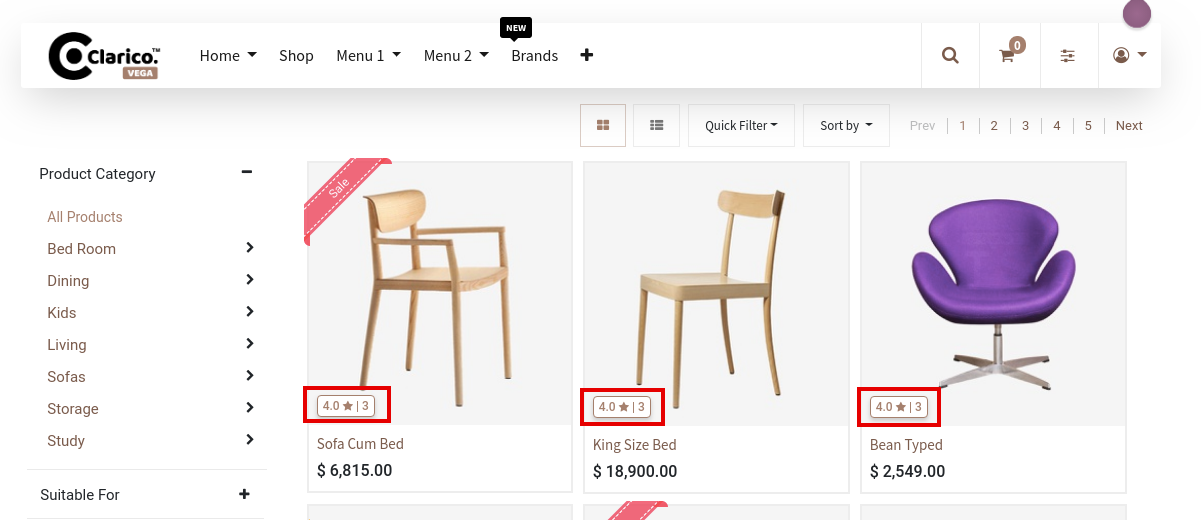 NEW
Clarico.™
VEGA
Home
Shop
Menu 1
Menu 2
Brands
0
Quick Filter
Sort by
Prev
1
2
3
4
5
Next
Product Category
All Products
Bed Room
Dining
Kids
Living
Sofas
Storage
Study
Suitable For
Sale
4.0 ★ | 3
Sofa Cum Bed
$ 6,815.00
4.0 ★ | 3
King Size Bed
$ 18,900.00
4.0 ★ | 3
Bean Typed
$ 2,549.00